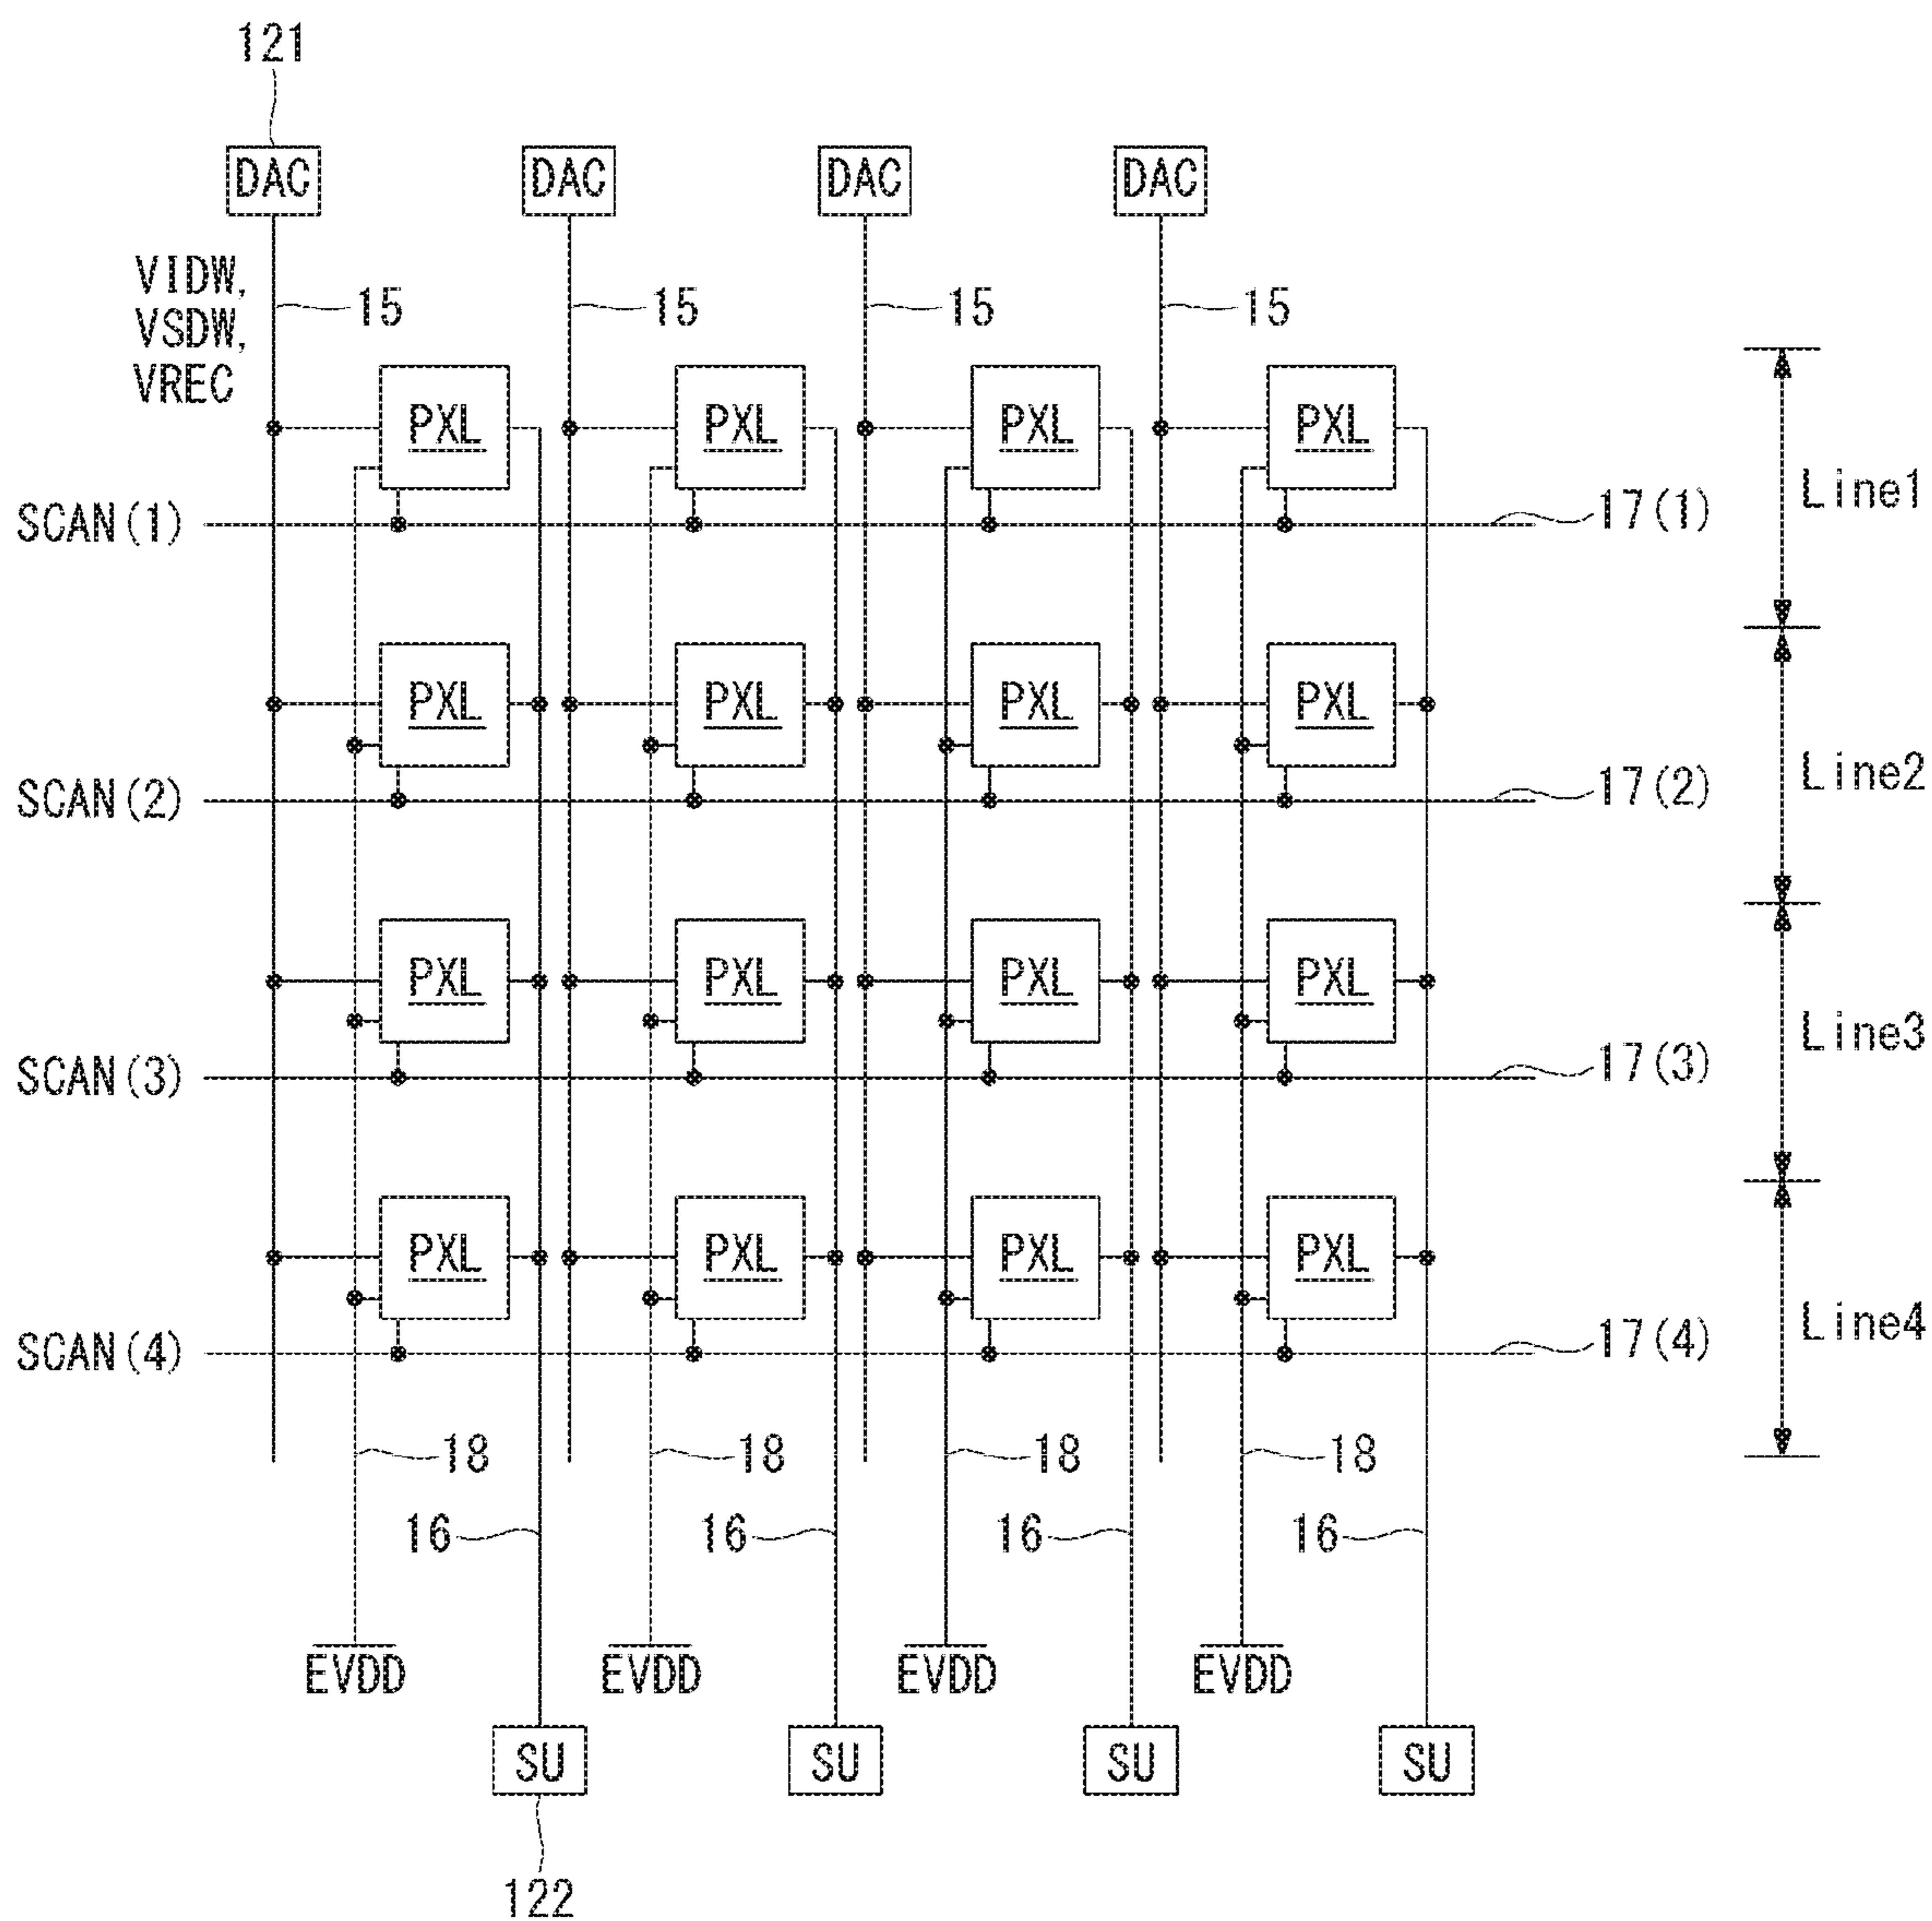 121
DAC DAC DAC DAC
VIDW,
VSDW,
VREC
15 15 15 15
PXL PXL PXL PXL
Line1
SCAN(1) 17(1)
PXL PXL PXL PXL
Line2
SCAN(2) 17(2)
PXL PXL PXL PXL
Line3
SCAN(3) 17(3)
PXL PXL PXL PXL
Line4
SCAN(4) 17(4)
18 18 18 18
16 16 16 16
EVDD EVDD EVDD EVDD
SU SU SU SU
122